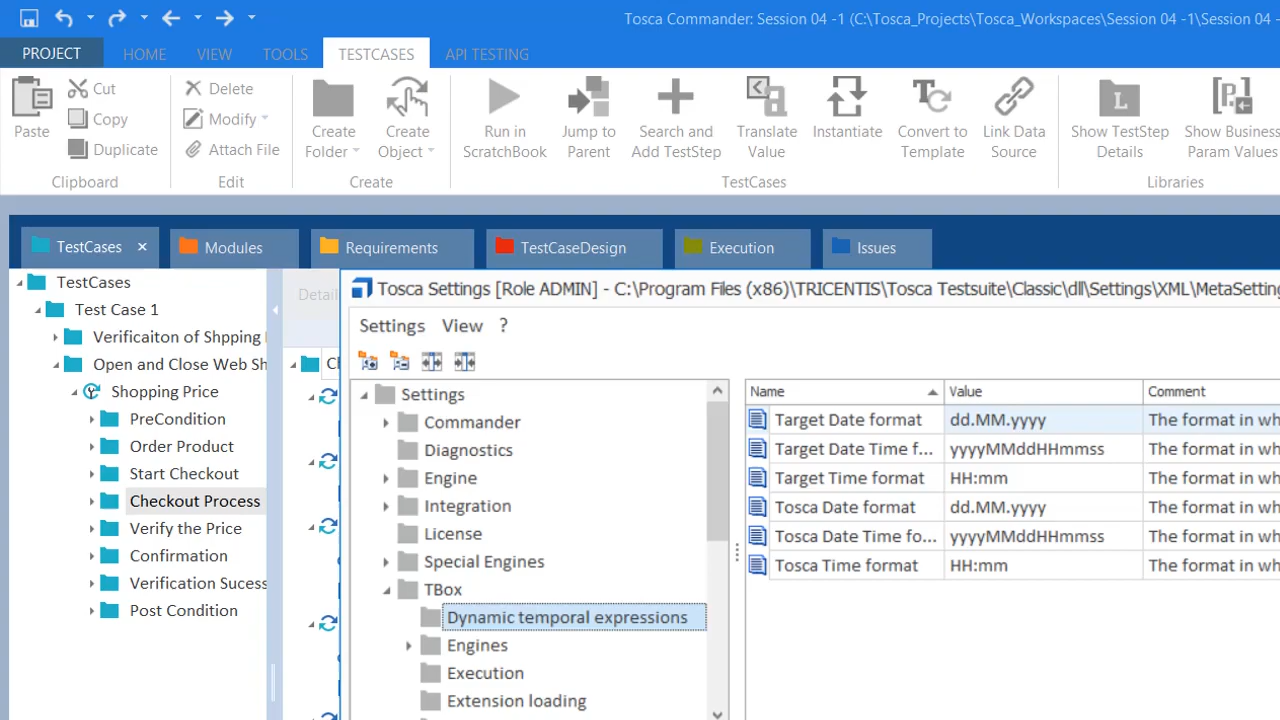 Tosca Commander: Session 04 -1 (C:\Tosca_Projects\Tosca_Workspaces\Session 04 -1\Session 04 -
PROJECT HOME VIEW TOOLS TESTCASES API TESTING
Paste Cut Copy Duplicate
Clipboard
Delete Modify Attach File
Edit
Create Folder Create Object
Create
Run in ScratchBook Jump to Parent Search and Add TestStep Translate Value Instantiate Convert to Template Link Data Source
TestCases
Show TestStep Details Show Business Param Values
Libraries
TestCases × Modules Requirements TestCaseDesign Execution Issues
TestCases
Test Case 1
Verificaiton of Shpping
Open and Close Web Sh
Shopping Price
PreCondition
Order Product
Start Checkout
Checkout Process
Verify the Price
Confirmation
Verification Sucess
Post Condition
Detail
Tosca Settings [Role ADMIN] - C:\Program Files (x86)\TRICENTIS\Tosca Testsuite\Classic\dll\Settings\XML\MetaSetting
Settings View ?
Settings
Commander
Diagnostics
Engine
Integration
License
Special Engines
TBox
Dynamic temporal expressions
Engines
Execution
Extension loading
Name Value Comment
Target Date format dd.MM.yyyy The format in wh
Target Date Time f... yyyyMMddHHmmss The format in wh
Target Time format HH:mm The format in wh
Tosca Date format dd.MM.yyyy The format in wh
Tosca Date Time fo... yyyyMMddHHmmss The format in wh
Tosca Time format HH:mm The format in wh